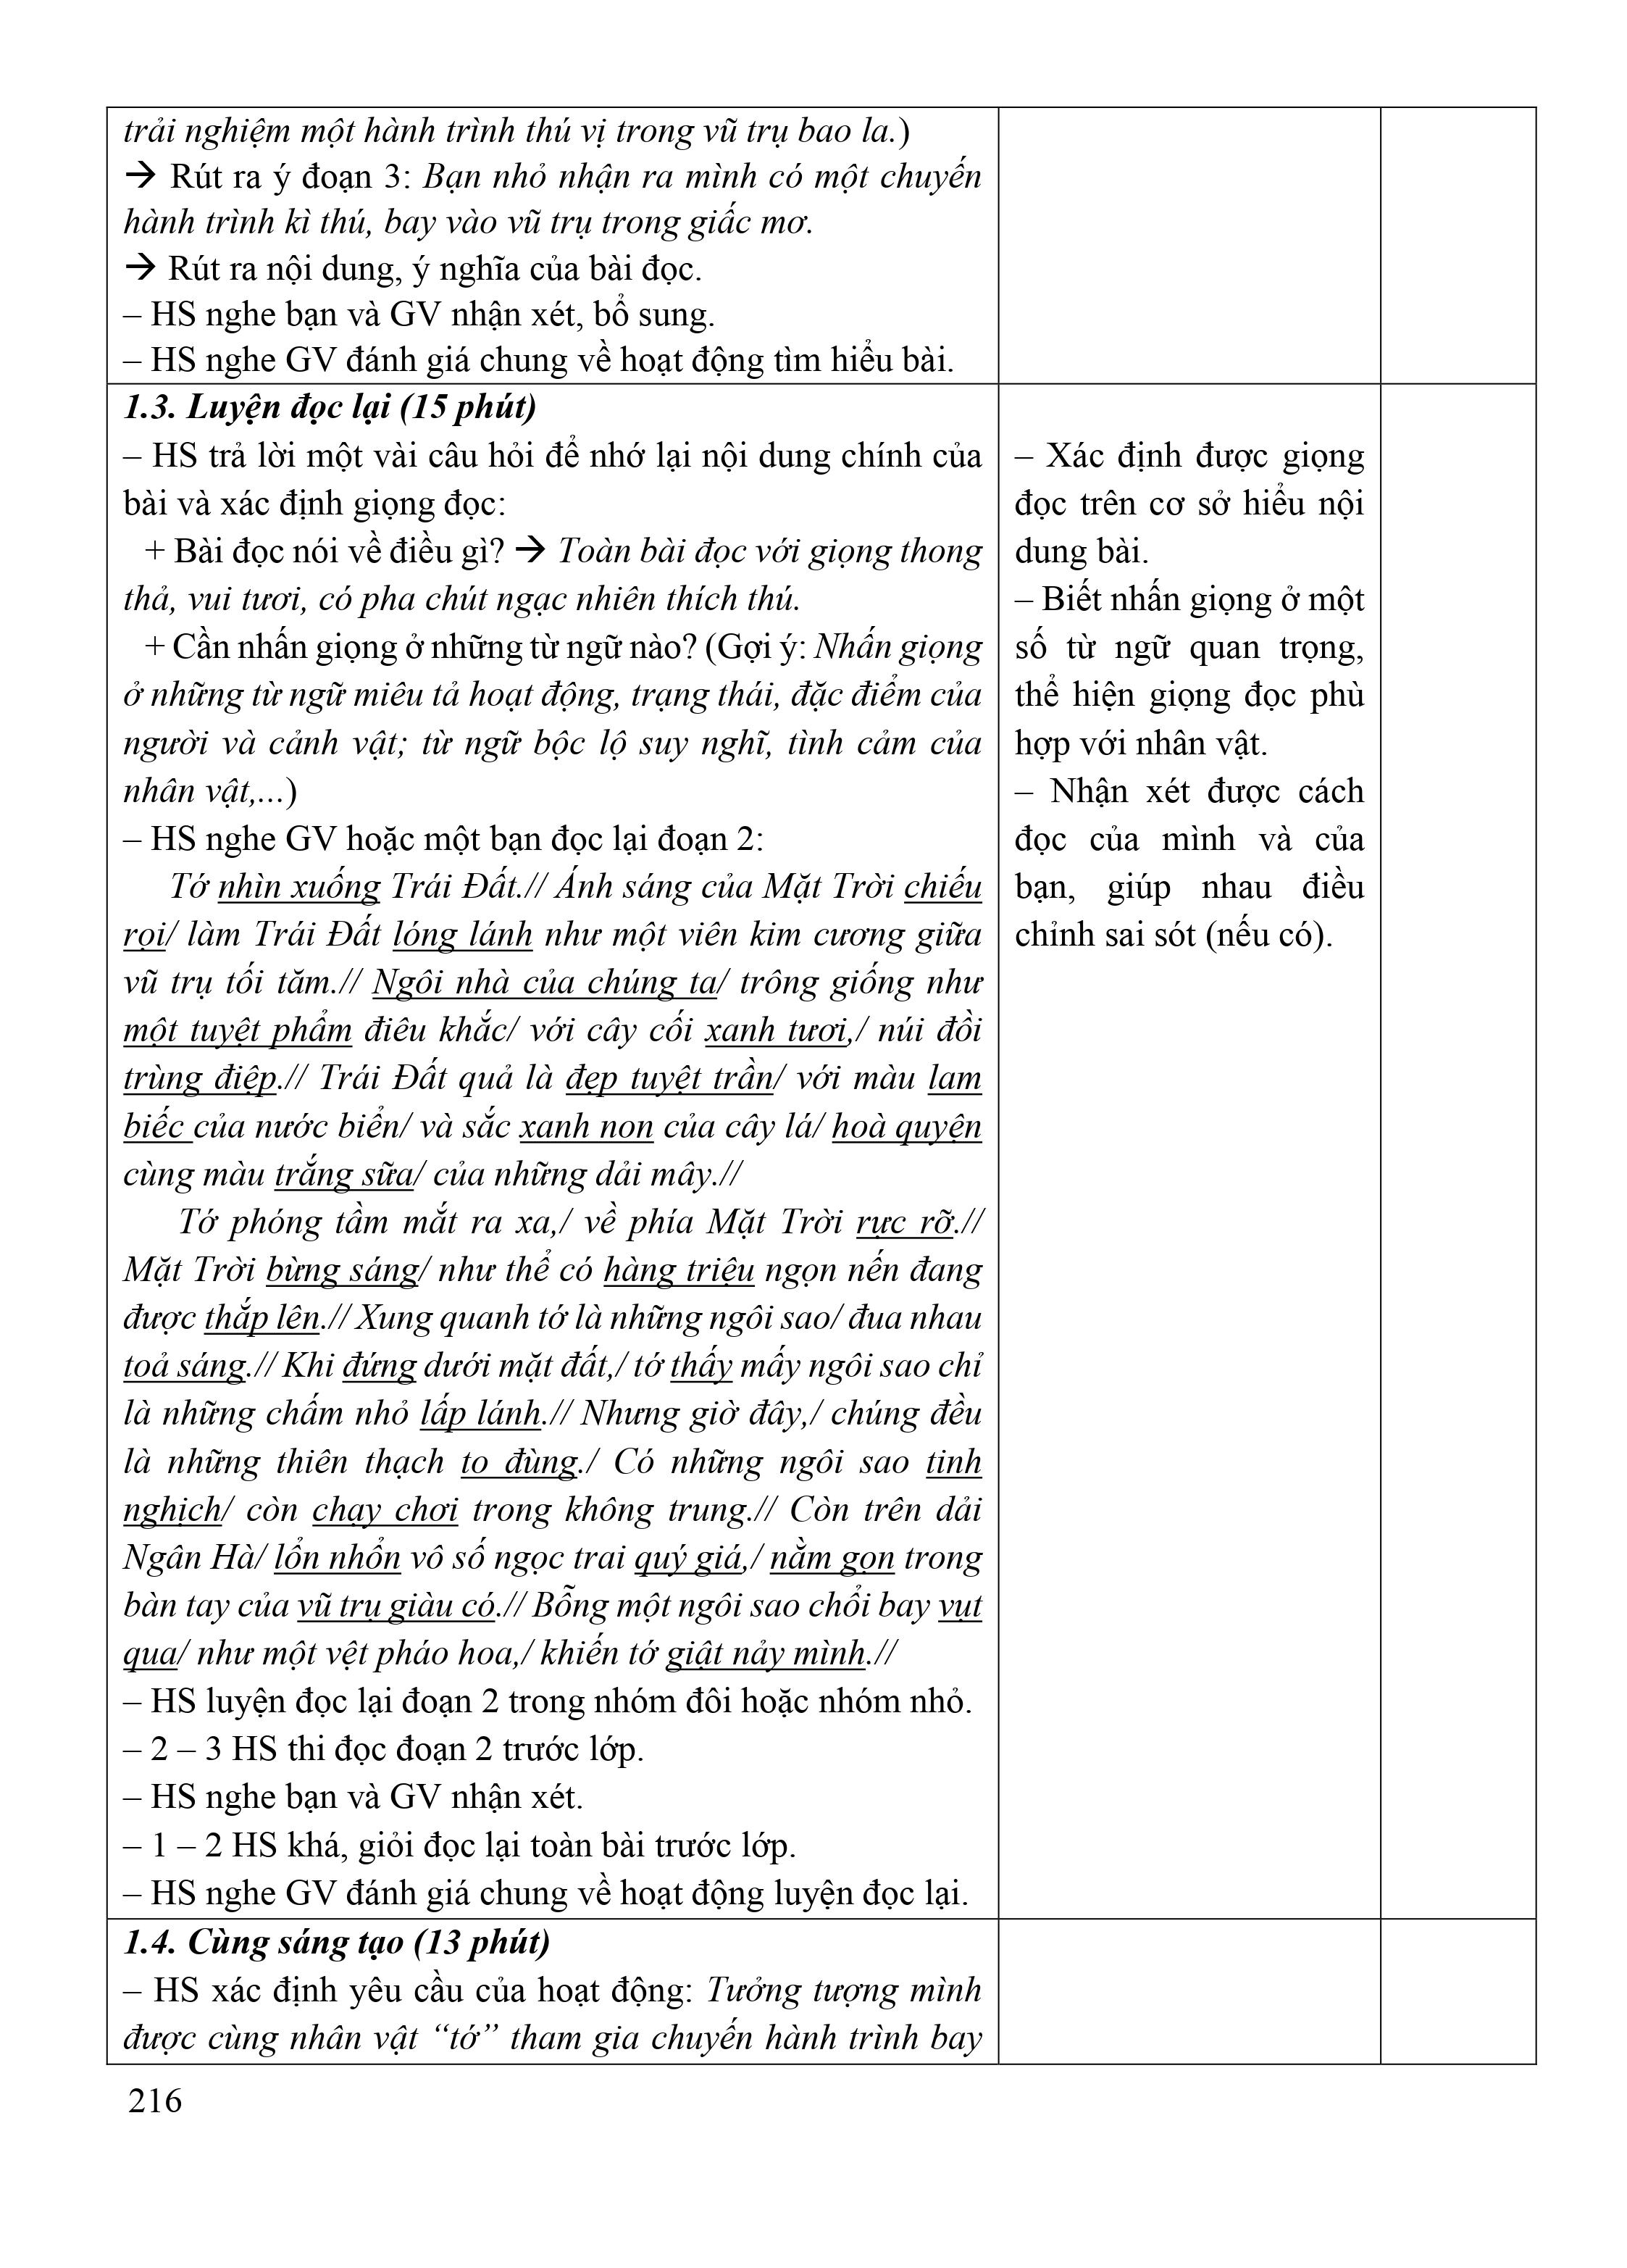 trải nghiệm một hành trình thú vị trong vũ trụ bao la.)
→ Rút ra ý đoạn 3: Bạn nhỏ nhận ra mình có một chuyến
hành trình kì thú, bay vào vũ trụ trong giấc mơ.
→ Rút ra nội dung, ý nghĩa của bài đọc.
– HS nghe bạn và GV nhận xét, bổ sung.
– HS nghe GV đánh giá chung về hoạt động tìm hiểu bài.
1.3. Luyện đọc lại (15 phút)
– HS trả lời một vài câu hỏi để nhớ lại nội dung chính của
bài và xác định giọng đọc:
+ Bài đọc nói về điều gì? → Toàn bài đọc với giọng thong
thả, vui tươi, có pha chút ngạc nhiên thích thú.
+ Cần nhấn giọng ở những từ ngữ nào? (Gợi ý: Nhấn giọng
ở những từ ngữ miêu tả hoạt động, trạng thái, đặc điểm của
người và cảnh vật; từ ngữ bộc lộ suy nghĩ, tình cảm của
nhân vật,...)
– HS nghe GV hoặc một bạn đọc lại đoạn 2:
Tớ nhìn xuống Trái Đất.// Ánh sáng của Mặt Trời chiếu
rọi/ làm Trái Đất lóng lánh như một viên kim cương giữa
vũ trụ tối tăm.// Ngôi nhà của chúng ta/ trông giống như
một tuyệt phẩm điêu khắc/ với cây cối xanh tươi,/ núi đồi
trùng điệp.// Trái Đất quả là đẹp tuyệt trần/ với màu lam
biếc của nước biển/ và sắc xanh non của cây lá/ hoà quyện
cùng màu trắng sữa/ của những dải mây.//
Tớ phóng tầm mắt ra xa,/ về phía Mặt Trời rực rỡ.//
Mặt Trời bừng sáng/ như thể có hàng triệu ngọn nến đang
được thắp lên.// Xung quanh tớ là những ngôi sao/ đua nhau
toả sáng.// Khi đứng dưới mặt đất,/ tớ thấy mấy ngôi sao chỉ
là những chấm nhỏ lấp lánh.// Nhưng giờ đây,/ chúng đều
là những thiên thạch to đùng./ Có những ngôi sao tinh
nghịch/ còn chạy chơi trong không trung.// Còn trên dải
Ngân Hà/ lổn nhổn vô số ngọc trai quý giá,/ nằm gọn trong
bàn tay của vũ trụ giàu có.// Bỗng một ngôi sao chổi bay vụt
qua/ như một vệt pháo hoa,/ khiến tớ giật nảy mình.//
– HS luyện đọc lại đoạn 2 trong nhóm đôi hoặc nhóm nhỏ.
– 2 – 3 HS thi đọc đoạn 2 trước lớp.
– HS nghe bạn và GV nhận xét.
– 1 – 2 HS khá, giỏi đọc lại toàn bài trước lớp.
– HS nghe GV đánh giá chung về hoạt động luyện đọc lại.
– Xác định được giọng
đọc trên cơ sở hiểu nội
dung bài.
– Biết nhấn giọng ở một
số từ ngữ quan trọng,
thể hiện giọng đọc phù
hợp với nhân vật.
– Nhận xét được cách
đọc của mình và của
bạn, giúp nhau điều
chỉnh sai sót (nếu có).
1.4. Cùng sáng tạo (13 phút)
– HS xác định yêu cầu của hoạt động: Tưởng tượng mình
được cùng nhân vật “tớ” tham gia chuyến hành trình bay
216